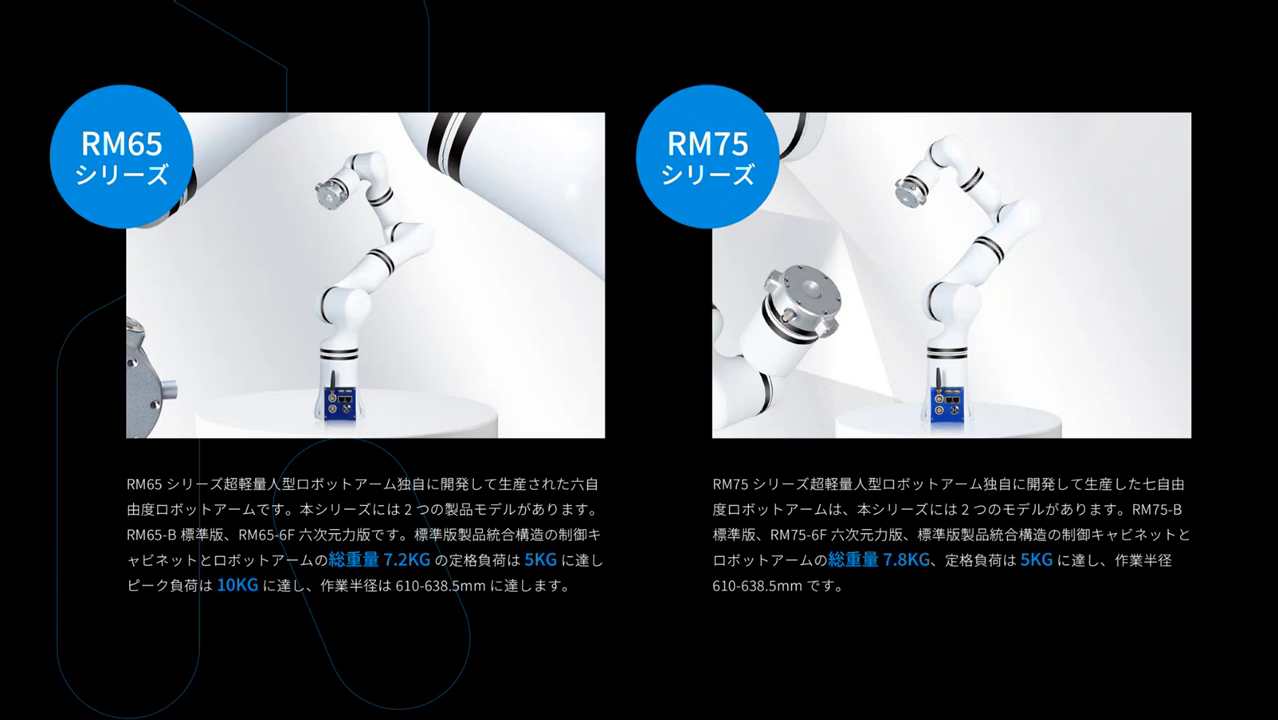 RM65
シリーズ
RM65 シリーズ超軽量人型ロボットアーム独自に開発して生産された六自
由度ロボットアームです。本シリーズには 2 つの製品モデルがあります。
RM65-B 標準版、RM65-6F 六次元力版です。標準版製品統合構造の制御キ
ャビネットとロボットアームの総重量 7.2KG の定格負荷は 5KG に達し
ピーク負荷は 10KG に達し、作業半径は 610-638.5mm に達します。
RM75
シリーズ
RM75 シリーズ超軽量人型ロボットアーム独自に開発して生産した七自由
度ロボットアームは、本シリーズには 2 つのモデルがあります。RM75-B
標準版、RM75-6F 六次元力版、標準版製品統合構造の制御キャビネットと
ロボットアームの総重量 7.8KG、定格負荷は 5KG に達し、作業半径
610-638.5mm です。